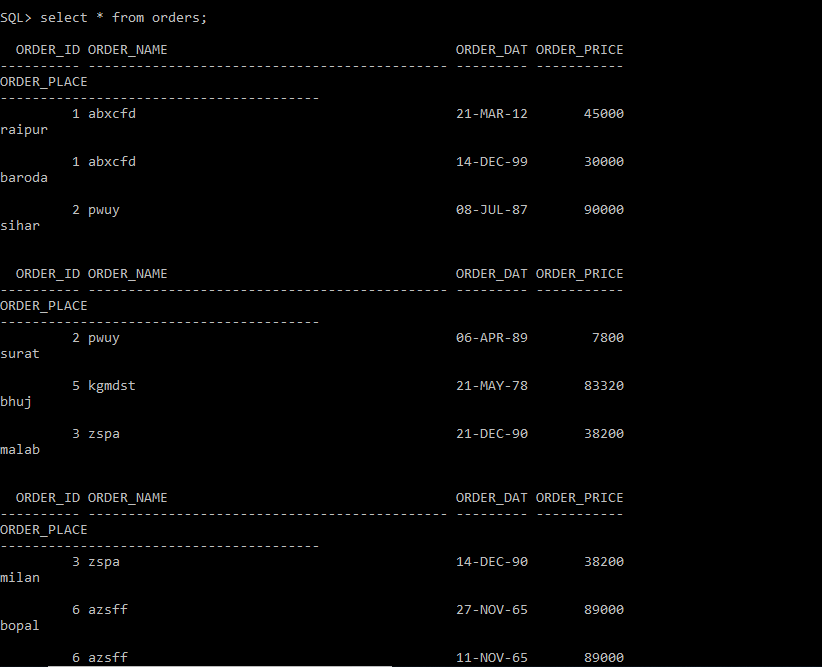 SQL> select * from orders;
  ORDER_ID ORDER_NAME                                    ORDER_DAT ORDER_PRICE
---------- --------------------------------------------- --------- -----------
ORDER_PLACE
----------------------------------------
         1 abxcfd                                        21-MAR-12       45000
raipur
         1 abxcfd                                        14-DEC-99       30000
baroda
         2 pwuy                                          08-JUL-87       90000
sihar
  ORDER_ID ORDER_NAME                                    ORDER_DAT ORDER_PRICE
---------- --------------------------------------------- --------- -----------
ORDER_PLACE
----------------------------------------
         2 pwuy                                          06-APR-89        7800
surat
         5 kgmdst                                        21-MAY-78       83320
bhuj
         3 zspa                                          21-DEC-90       38200
malab
  ORDER_ID ORDER_NAME                                    ORDER_DAT ORDER_PRICE
---------- --------------------------------------------- --------- -----------
ORDER_PLACE
----------------------------------------
         3 zspa                                          14-DEC-90       38200
milan
         6 azsff                                         27-NOV-65       89000
bopal
         6 azsff                                         11-NOV-65       89000